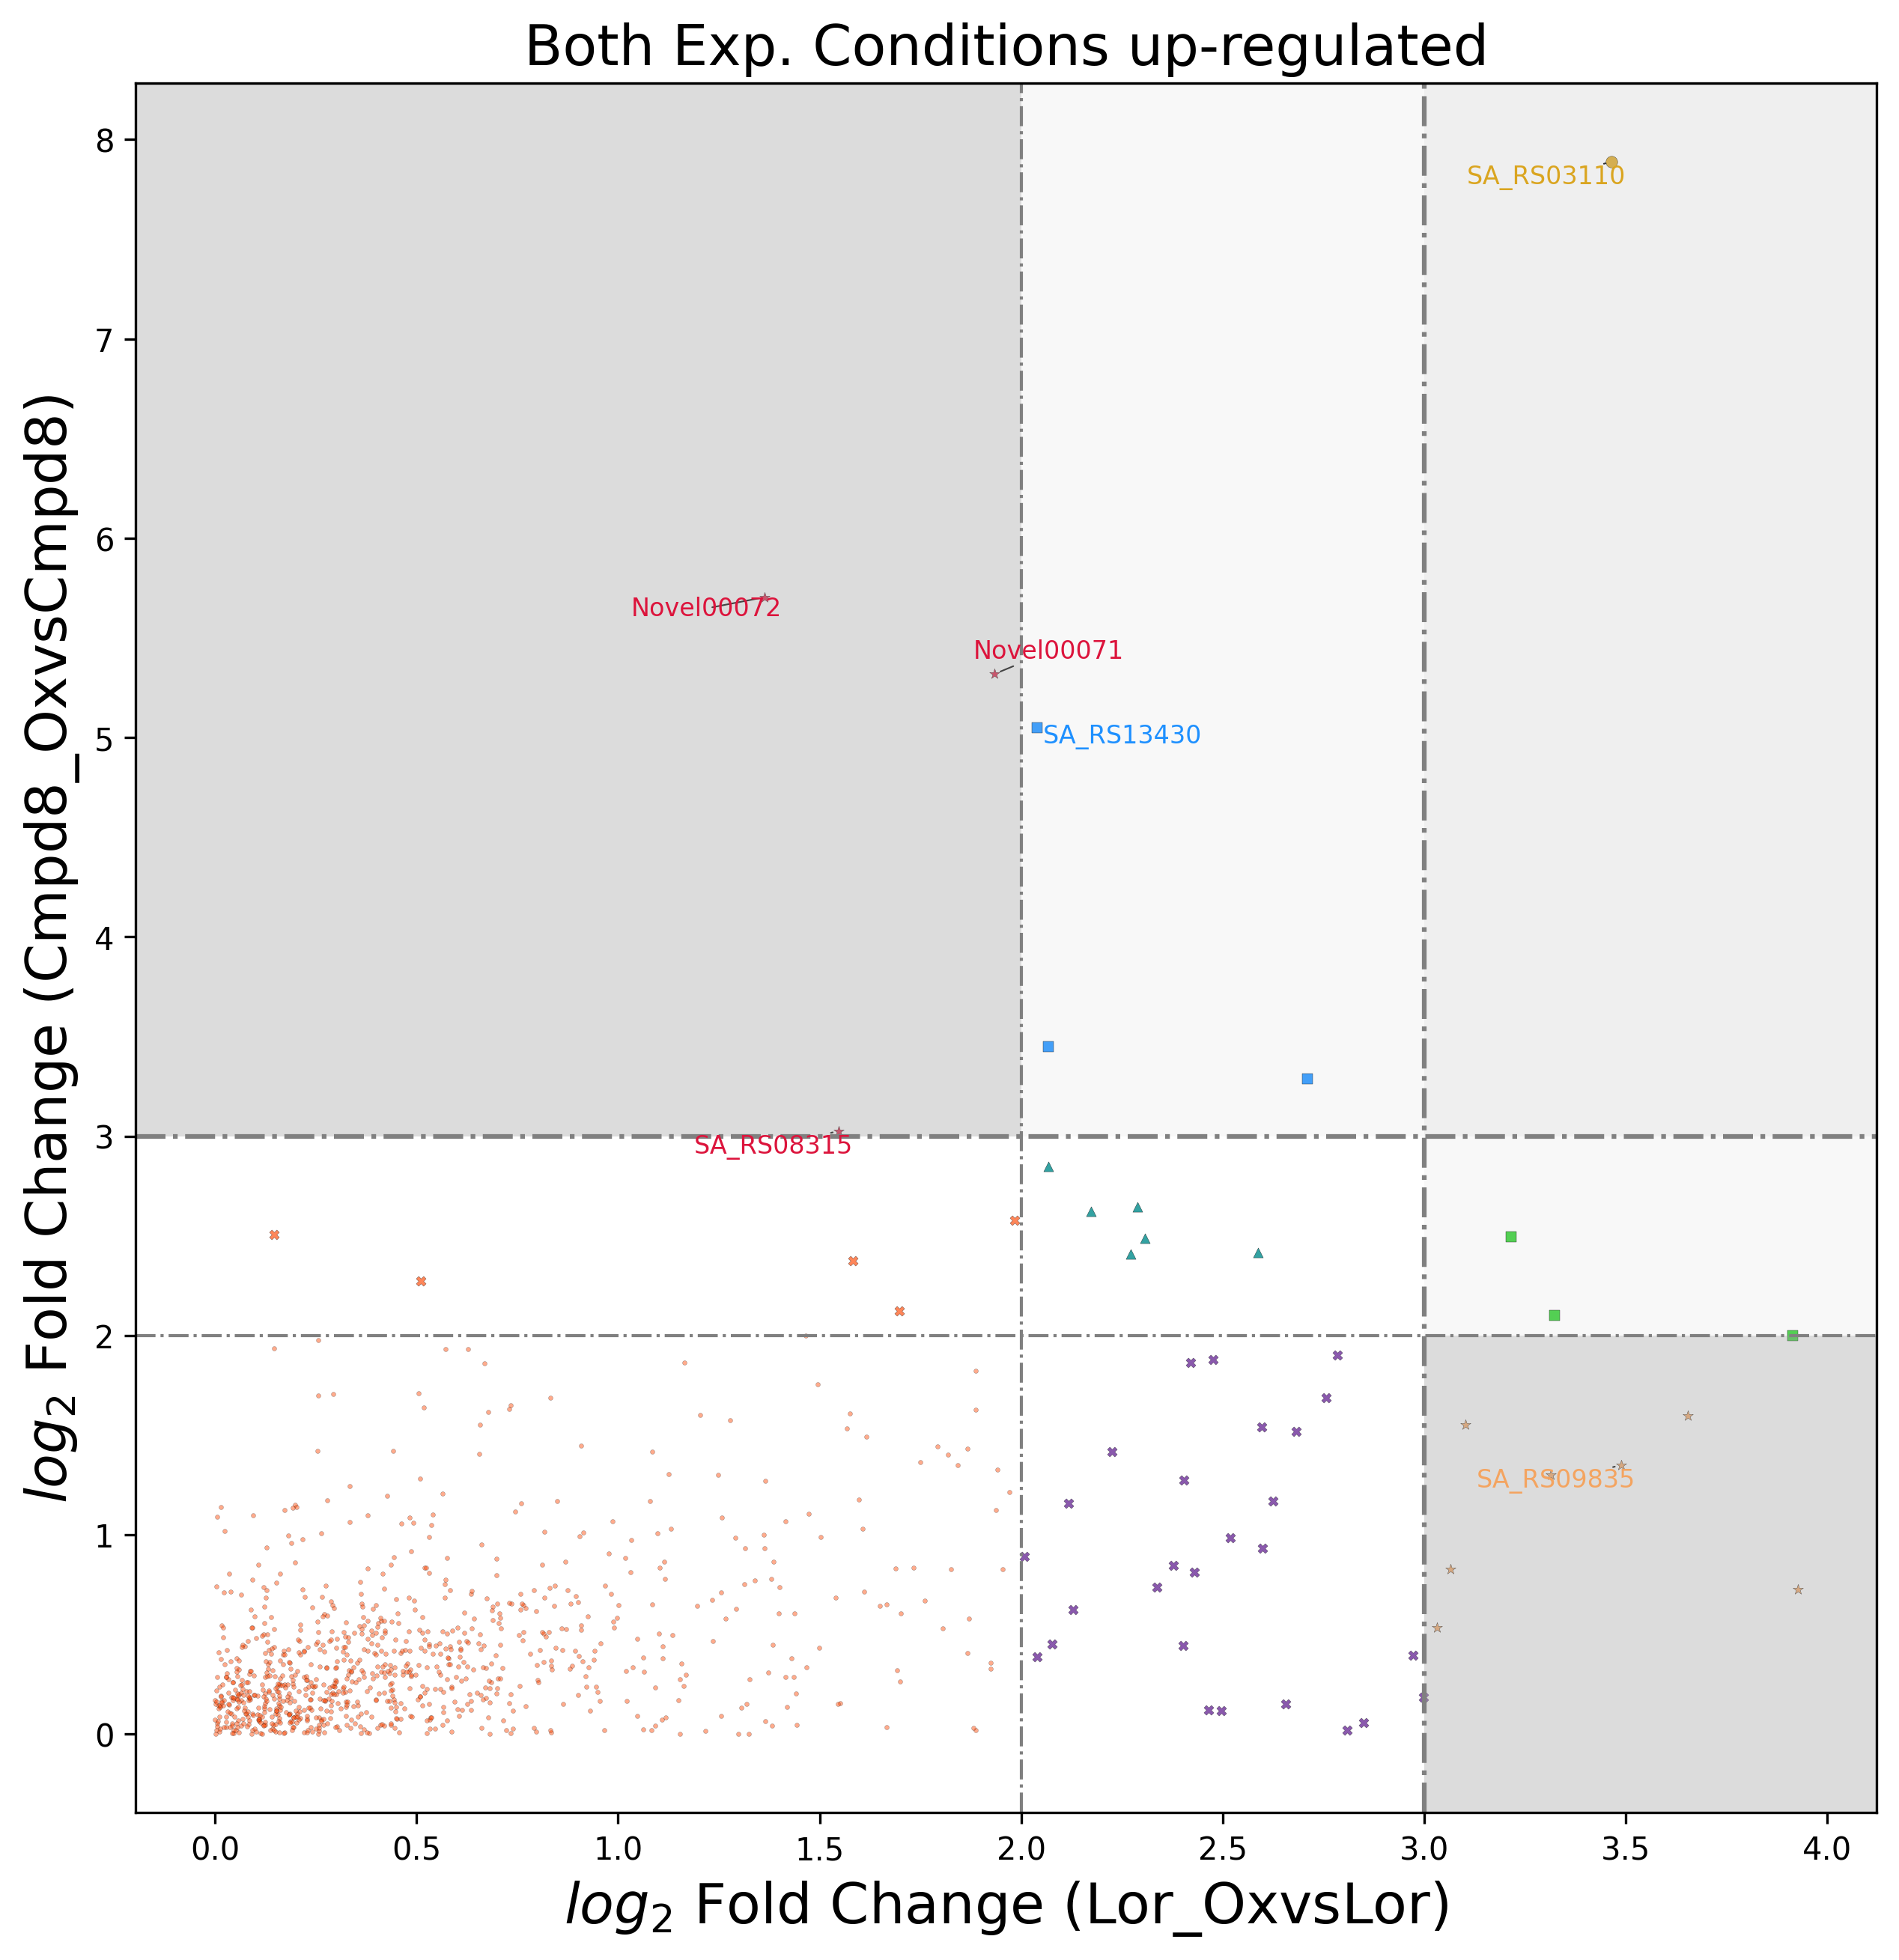 Both Exp. Conditions up-regulated
log2 Fold Change (Cmpd8_OxvsCmpd8)
8
7
6
5
4
3
2
1
0
SA_RS03110
Novel00072
Novel00071
SA_RS13430
SA_RS08315
SA_RS09835
0.0 0.5 1.0 1.5 2.0 2.5 3.0 3.5 4.0
log2 Fold Change (Lor_OxvsLor)